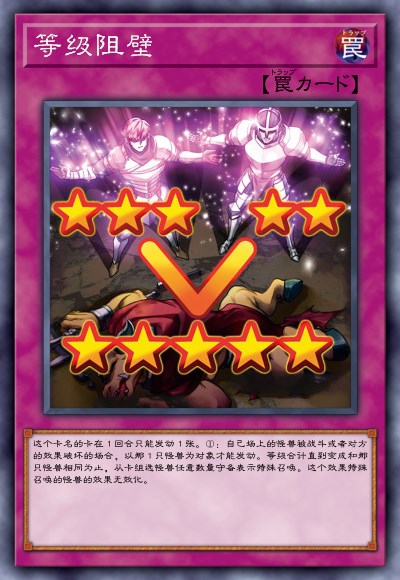 等级阻壁
トラップ
罠
トラップ
【罠カード】
这个卡名的卡在1回合只能发动1张。①：自己场上的怪兽被战斗或者对方
的效果破坏的场合，以那1只怪兽为对象才能发动。等级合计直到变成和那
只怪兽相同为止，从卡组选怪兽任意数量守备表示特殊召唤。这个效果特殊
召唤的怪兽的效果无效化。